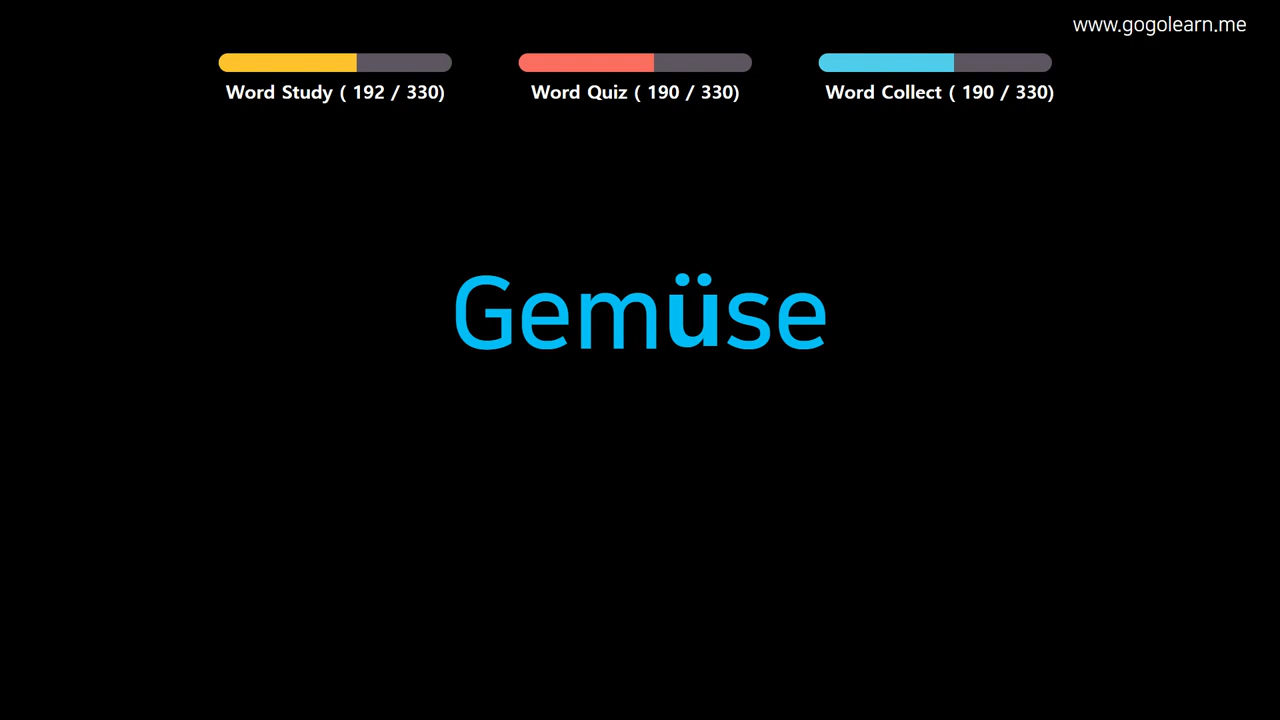 www.gogolearn.me
Word Study ( 192 / 330)
Word Quiz ( 190 / 330)
Word Collect ( 190 / 330)
Gemüse